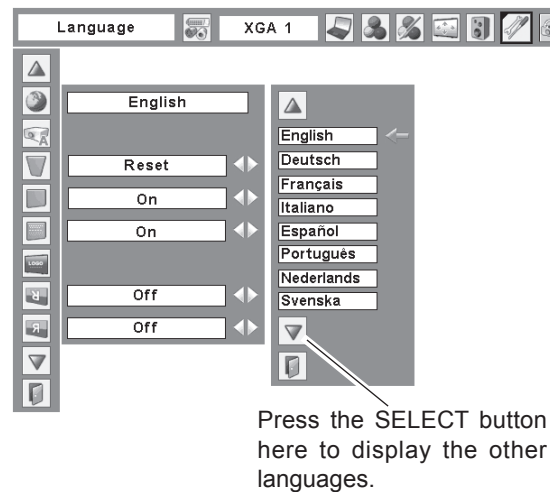 Language
XGA 1
English
Reset
On
On
Off
Off
English
Deutsch
Français
Italiano
Español
Português
Nederlands
Svenska
LOGO
Press the SELECT button
here to display the other
languages.